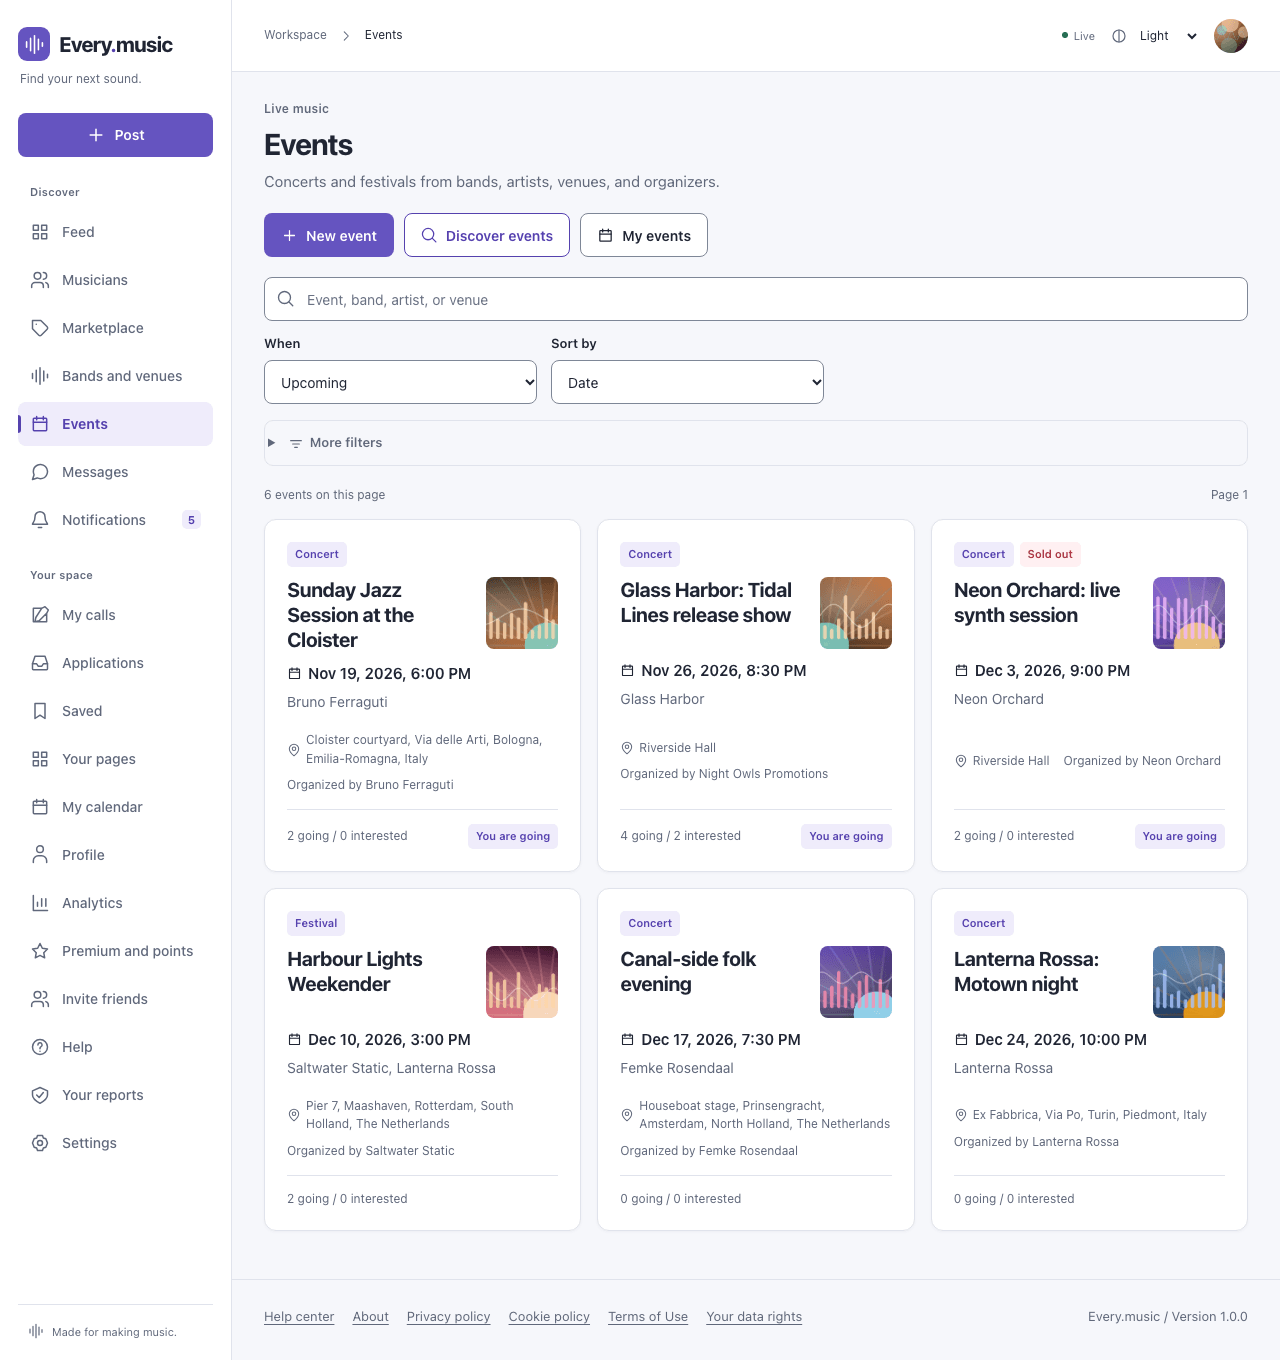 Every.music
Find your next sound.
Post
Discover
Feed
Musicians
Marketplace
Bands and venues
Events
Messages
Notifications 5
Your space
My calls
Applications
Saved
Your pages
My calendar
Profile
Analytics
Premium and points
Invite friends
Help
Your reports
Settings
Made for making music.
Workspace Events
Live Light
Live music
Events
Concerts and festivals from bands, artists, venues, and organizers.
New event Discover events My events
Event, band, artist, or venue
When Sort by
Upcoming Date
More filters
6 events on this page Page 1
Concert
Sunday Jazz
Session at the
Cloister
Nov 19, 2026, 6:00 PM
Bruno Ferraguti
Cloister courtyard, Via delle Arti, Bologna,
Emilia-Romagna, Italy
Organized by Bruno Ferraguti
2 going / 0 interested You are going
Concert
Glass Harbor: Tidal
Lines release show
Nov 26, 2026, 8:30 PM
Glass Harbor
Riverside Hall
Organized by Night Owls Promotions
4 going / 2 interested You are going
Concert Sold out
Neon Orchard: live
synth session
Dec 3, 2026, 9:00 PM
Neon Orchard
Riverside Hall Organized by Neon Orchard
2 going / 0 interested You are going
Festival
Harbour Lights
Weekender
Dec 10, 2026, 3:00 PM
Saltwater Static, Lanterna Rossa
Pier 7, Maashaven, Rotterdam, South
Holland, The Netherlands
Organized by Saltwater Static
2 going / 0 interested
Concert
Canal-side folk
evening
Dec 17, 2026, 7:30 PM
Femke Rosendaal
Houseboat stage, Prinsengracht,
Amsterdam, North Holland, The Netherlands
Organized by Femke Rosendaal
0 going / 0 interested
Concert
Lanterna Rossa:
Motown night
Dec 24, 2026, 10:00 PM
Lanterna Rossa
Ex Fabbrica, Via Po, Turin, Piedmont, Italy
Organized by Lanterna Rossa
0 going / 0 interested
Help center About Privacy policy Cookie policy Terms of Use Your data rights
Every.music / Version 1.0.0